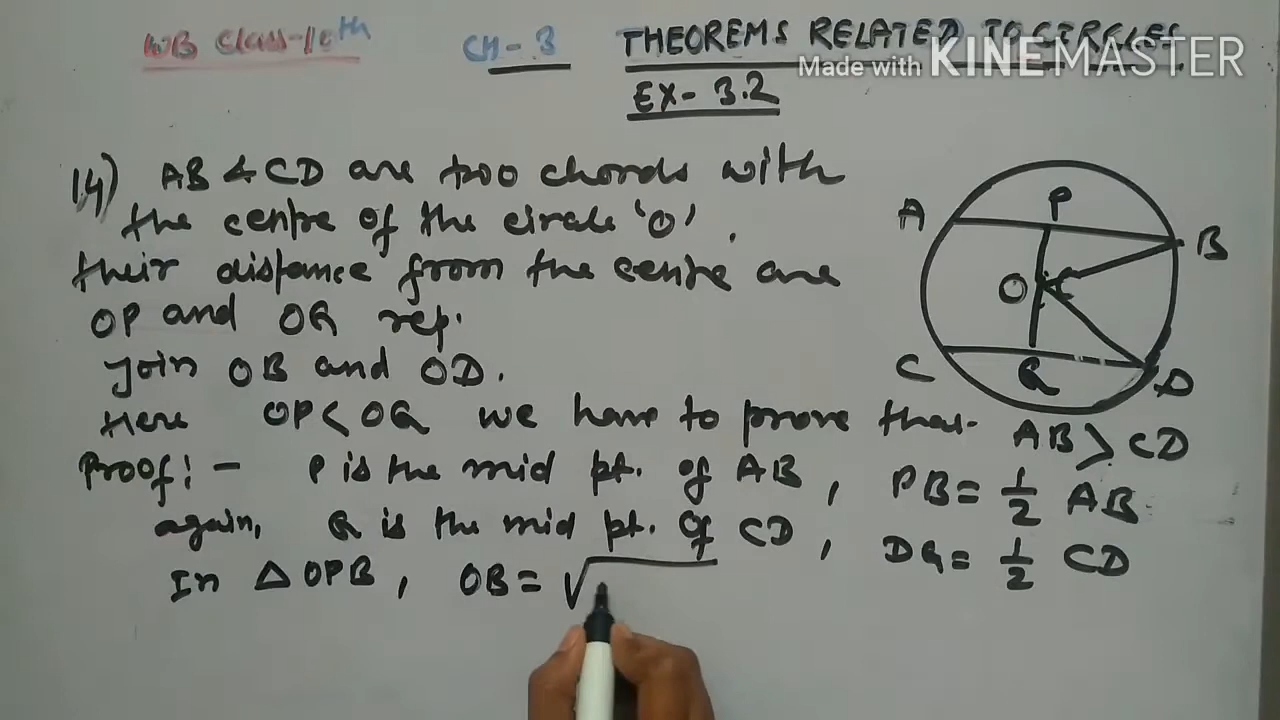 WB Class-10th CH-3 THEOREMS RELATED TO CIRCLES
Made with KINEMASTER
EX- 3.2
14) AB & CD are two chords with
the centre of the circle 'O'.
their distance from the centre are
OP and OQ rep.
Join OB and OD.
Here OP < OQ we have to prove that AB > CD
Proof:- P is the mid pt. of AB, PB = 1/2 AB
again, Q is the mid pt. of CD, DQ = 1/2 CD
In △OPB, OB = √
A P B
O
C Q D